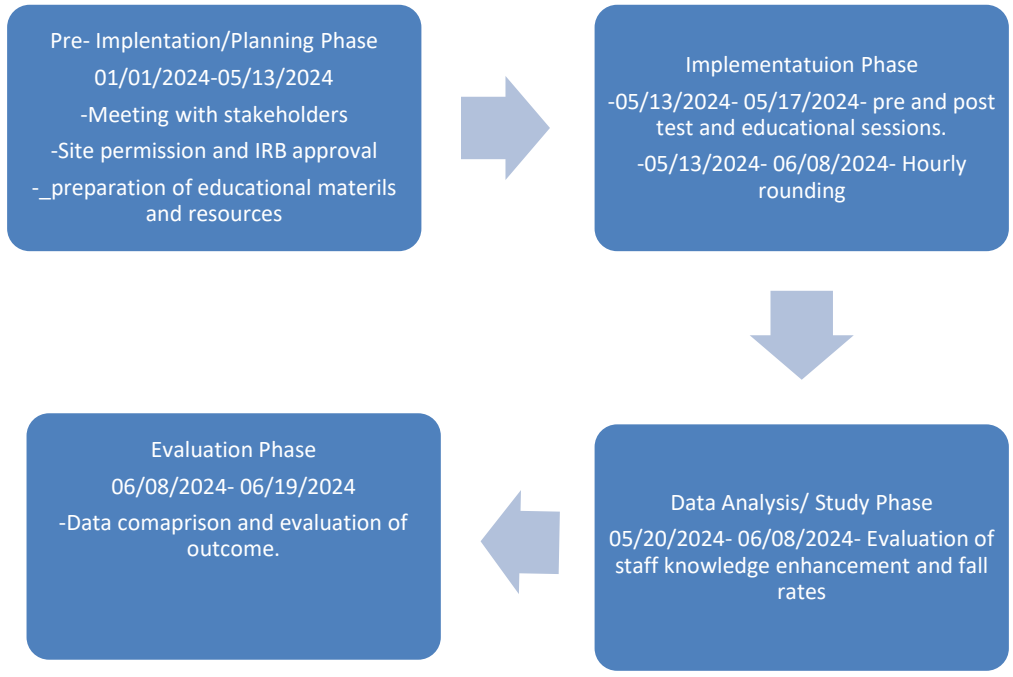 Pre- Implentation/Planning Phase
01/01/2024-05/13/2024
-Meeting with stakeholders
-Site permission and IRB approval
-_preparation of educational materils
and resources
Implementatuion Phase
-05/13/2024- 05/17/2024- pre and post
test and educational sessions.
-05/13/2024- 06/08/2024- Hourly
rounding
Data Analysis/ Study Phase
05/20/2024- 06/08/2024- Evaluation of
staff knowledge enhancement and fall
rates
Evaluation Phase
06/08/2024- 06/19/2024
-Data comaprison and evaluation of
outcome.